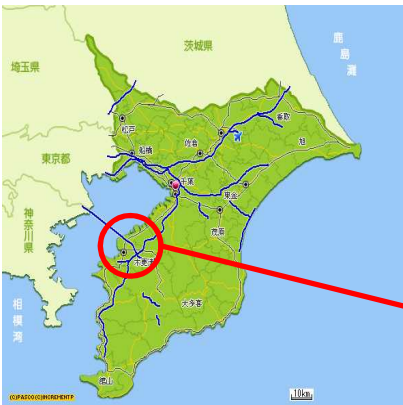 茨城県
鹿島灘
埼玉県
松戸
香取
佐倉
旭
船橋
東京都
千葉
東金
神奈川県
茂原
木更津
相模湾
大多喜
館山
(C)PASCO(C)INCREMENTP
10km